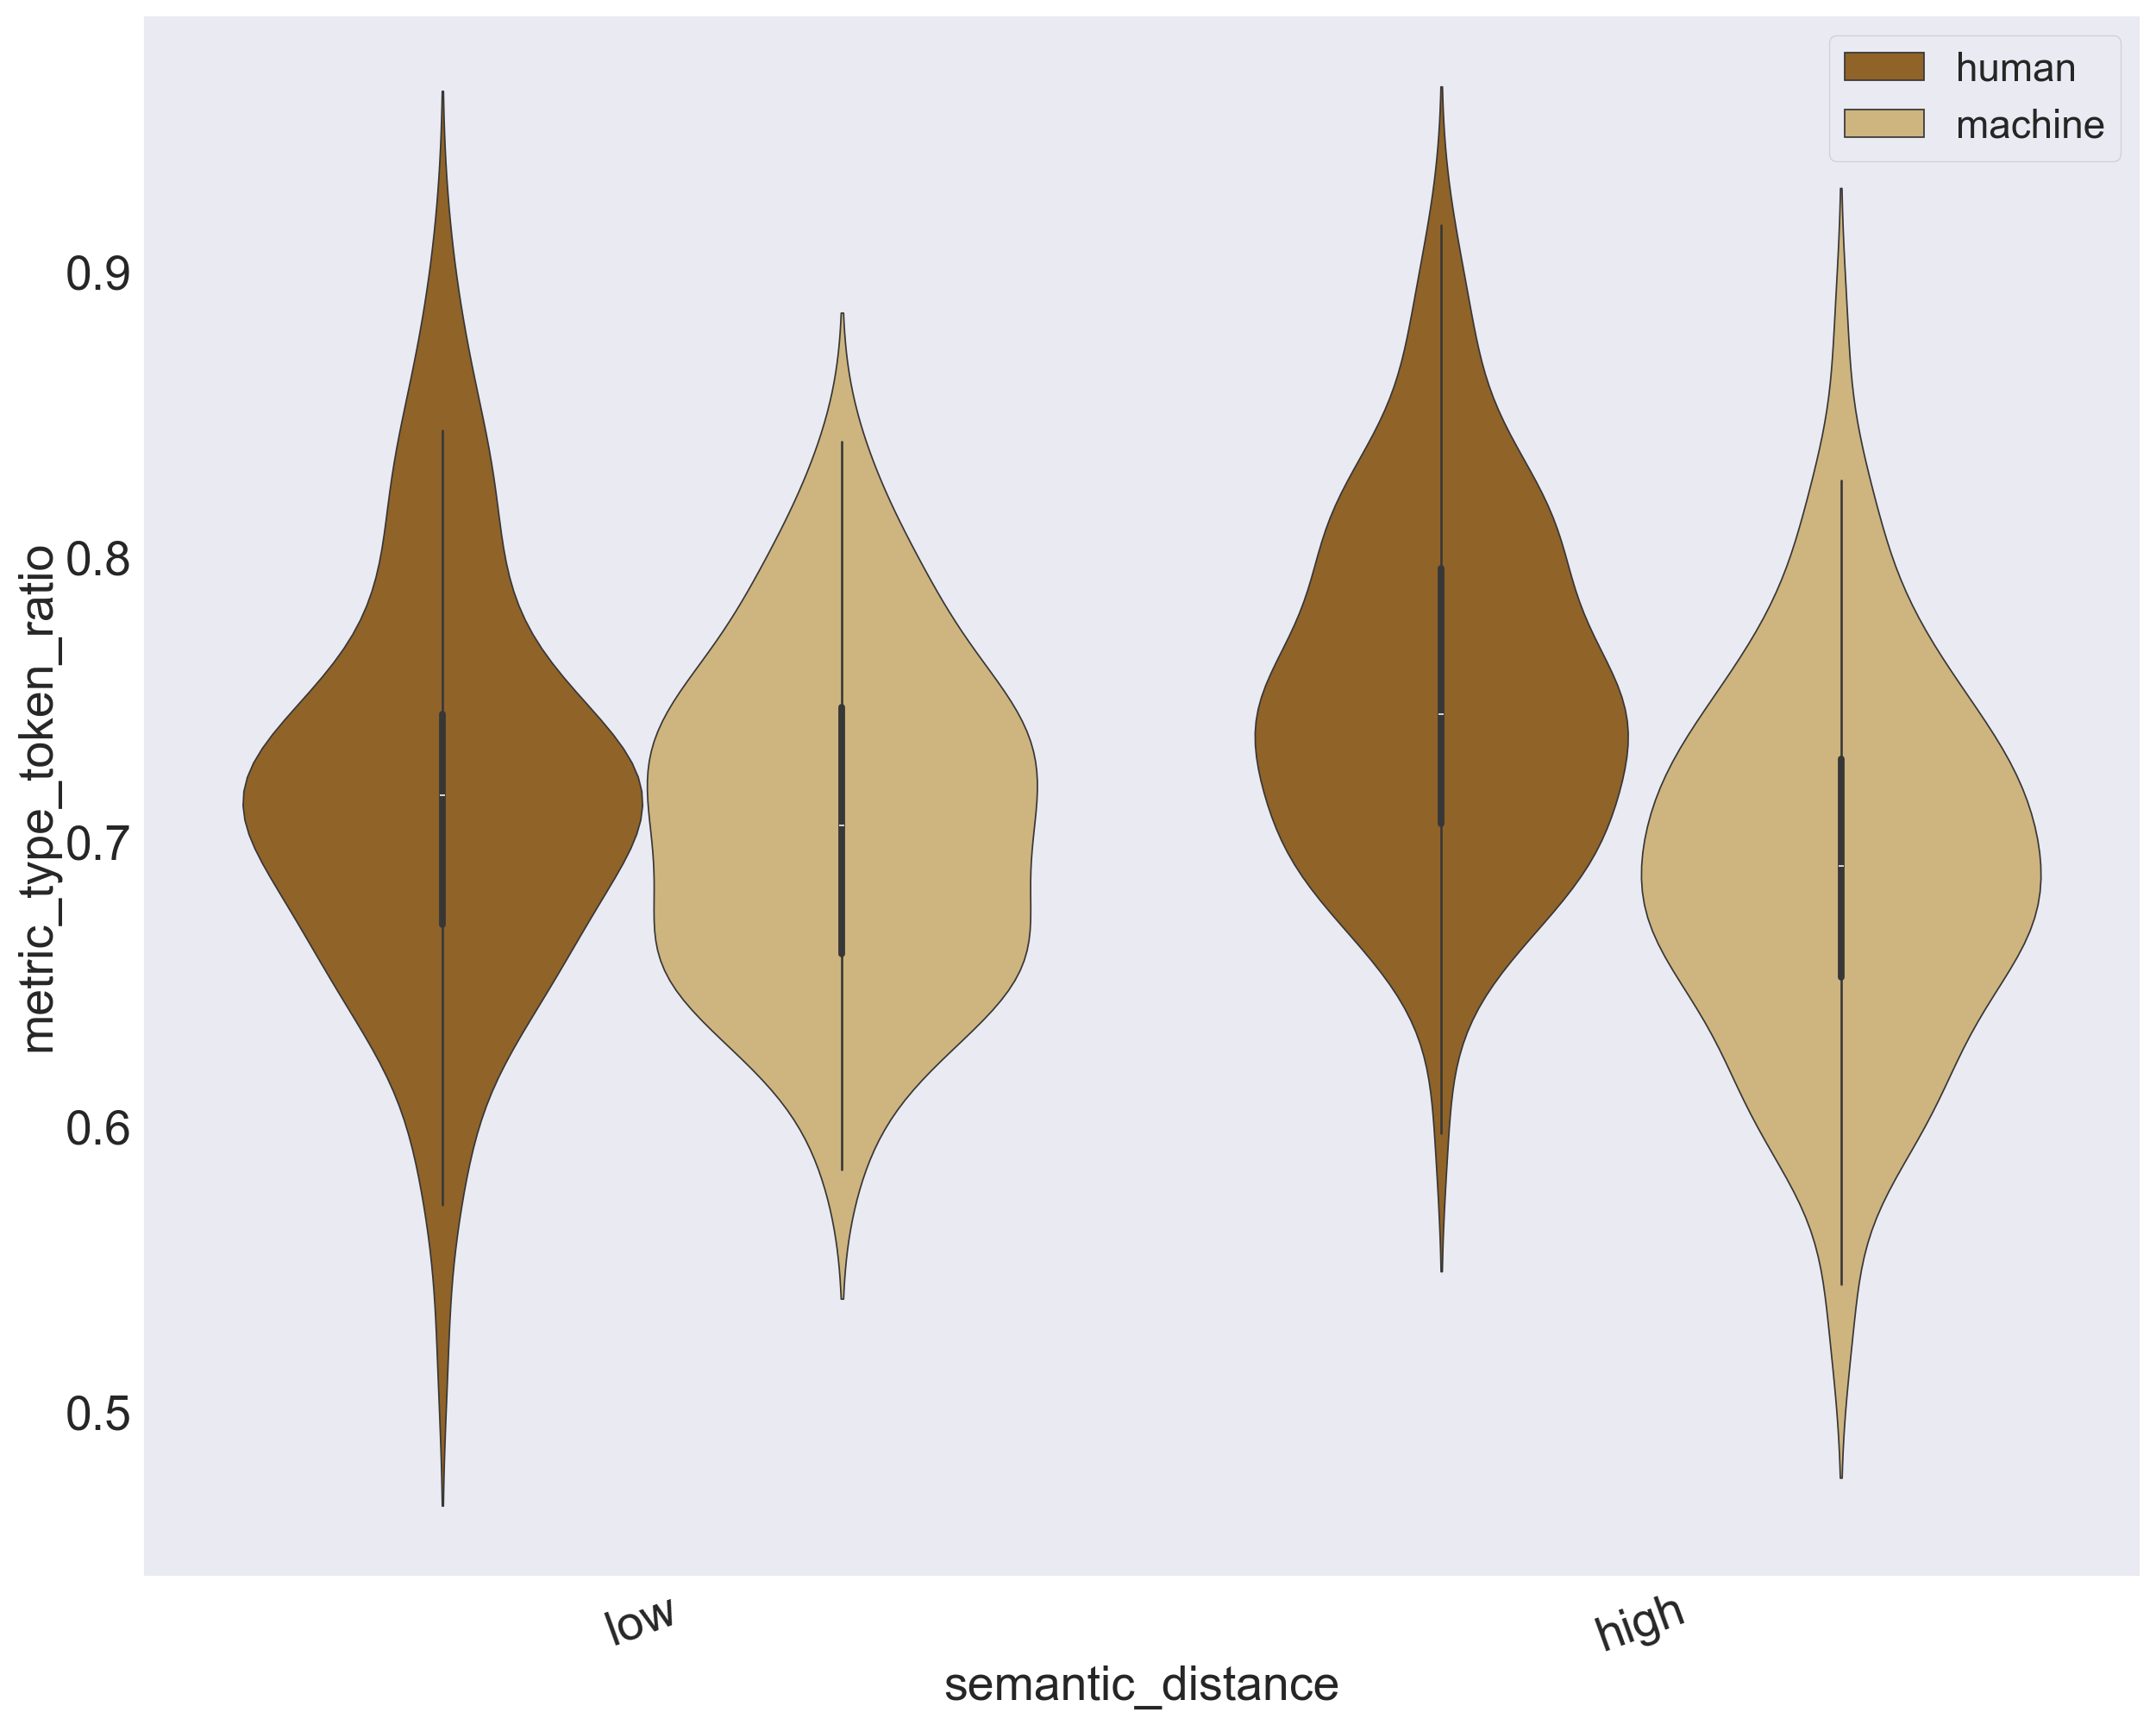 human
machine
metric_type_token_ratio
0.9
0.8
0.7
0.6
0.5
low
high
semantic_distance